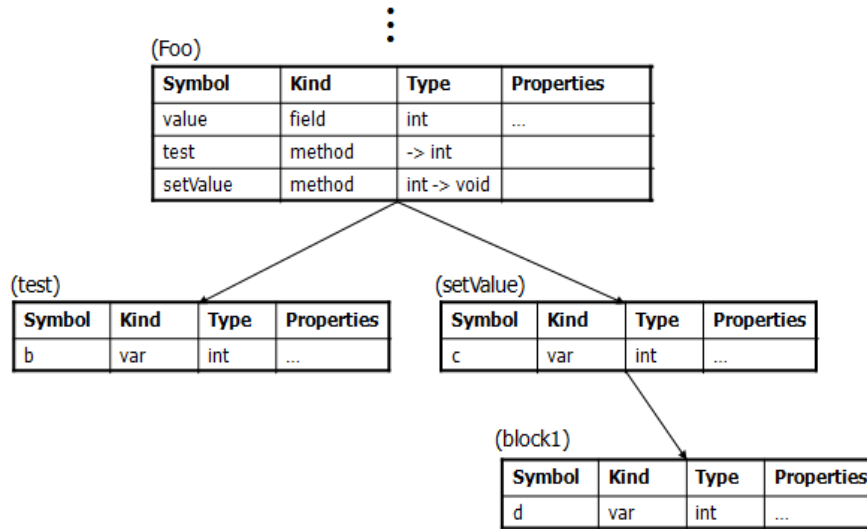 (Foo)
Symbol Kind Type Properties
value field int ...
test method -> int
setValue method int -> void
(test)
Symbol Kind Type Properties
b var int ...
(setValue)
Symbol Kind Type Properties
c var int ...
(block1)
Symbol Kind Type Properties
d var int ...